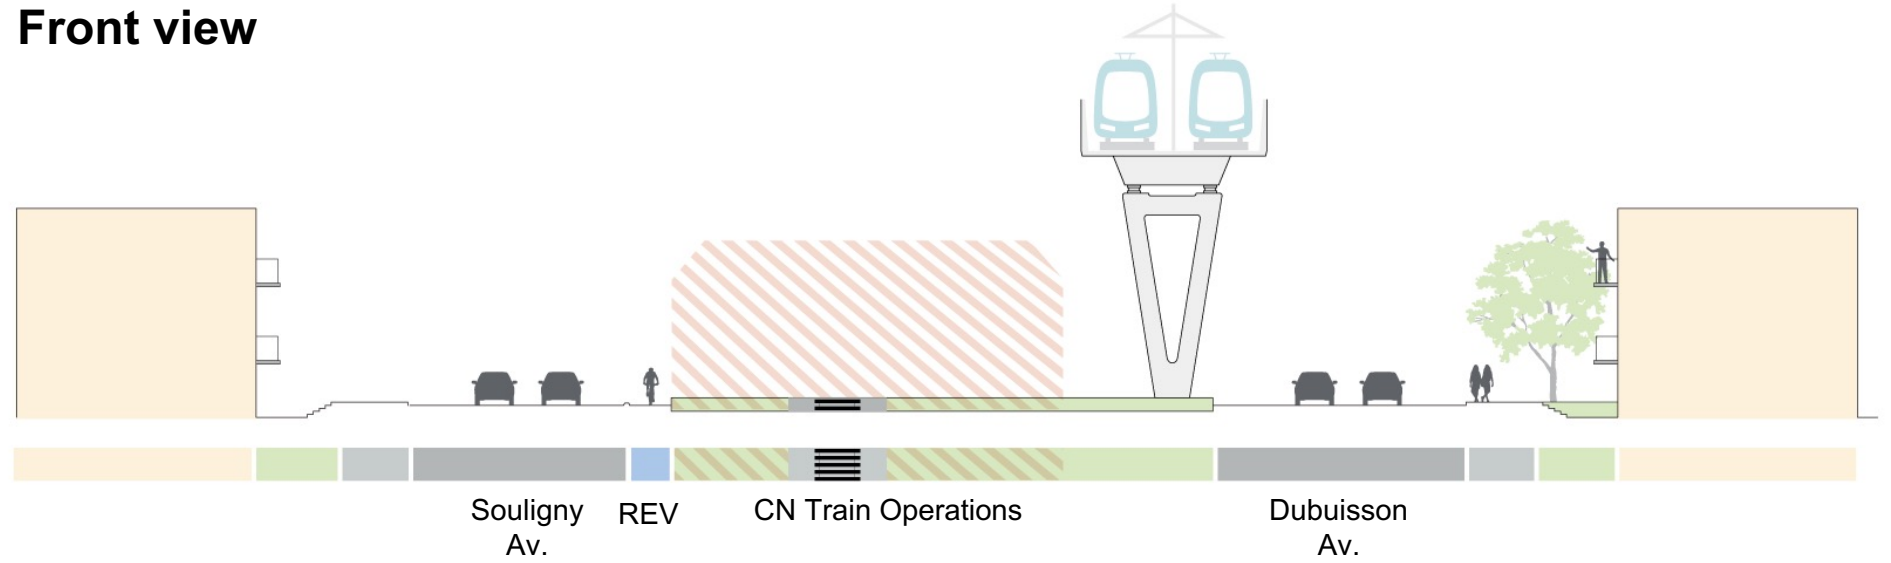 Front view
Souligny
Av.
REV
CN Train Operations
Dubuisson
Av.